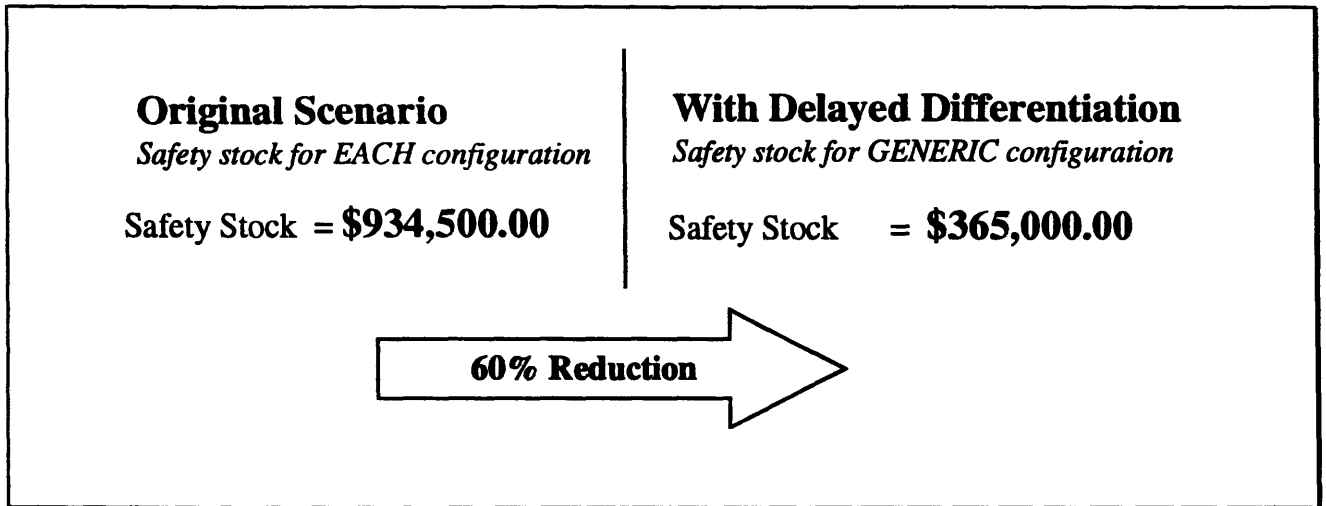 Original Scenario
Safety stock for EACH configuration
Safety Stock = $934,500.00
With Delayed Differentiation
Safety stock for GENERIC configuration
Safety Stock = $365,000.00
60% Reduction